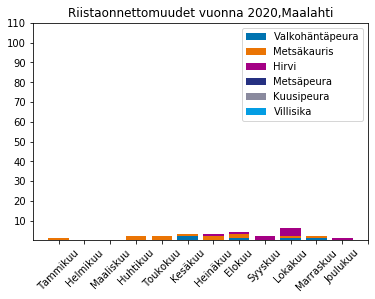 Riistaonnettomuudet vuonna 2020,Maalahti
110
100
90
80
70
60
50
40
30
20
10
Valkohäntäpeura
Metsäkauris
Hirvi
Metsäpeura
Kuusipeura
Villisika
Tammikuu
Helmikuu
Maaliskuu
Huhtikuu
Toukokuu
Kesäkuu
Heinäkuu
Elokuu
Syyskuu
Lokakuu
Marraskuu
Joulukuu